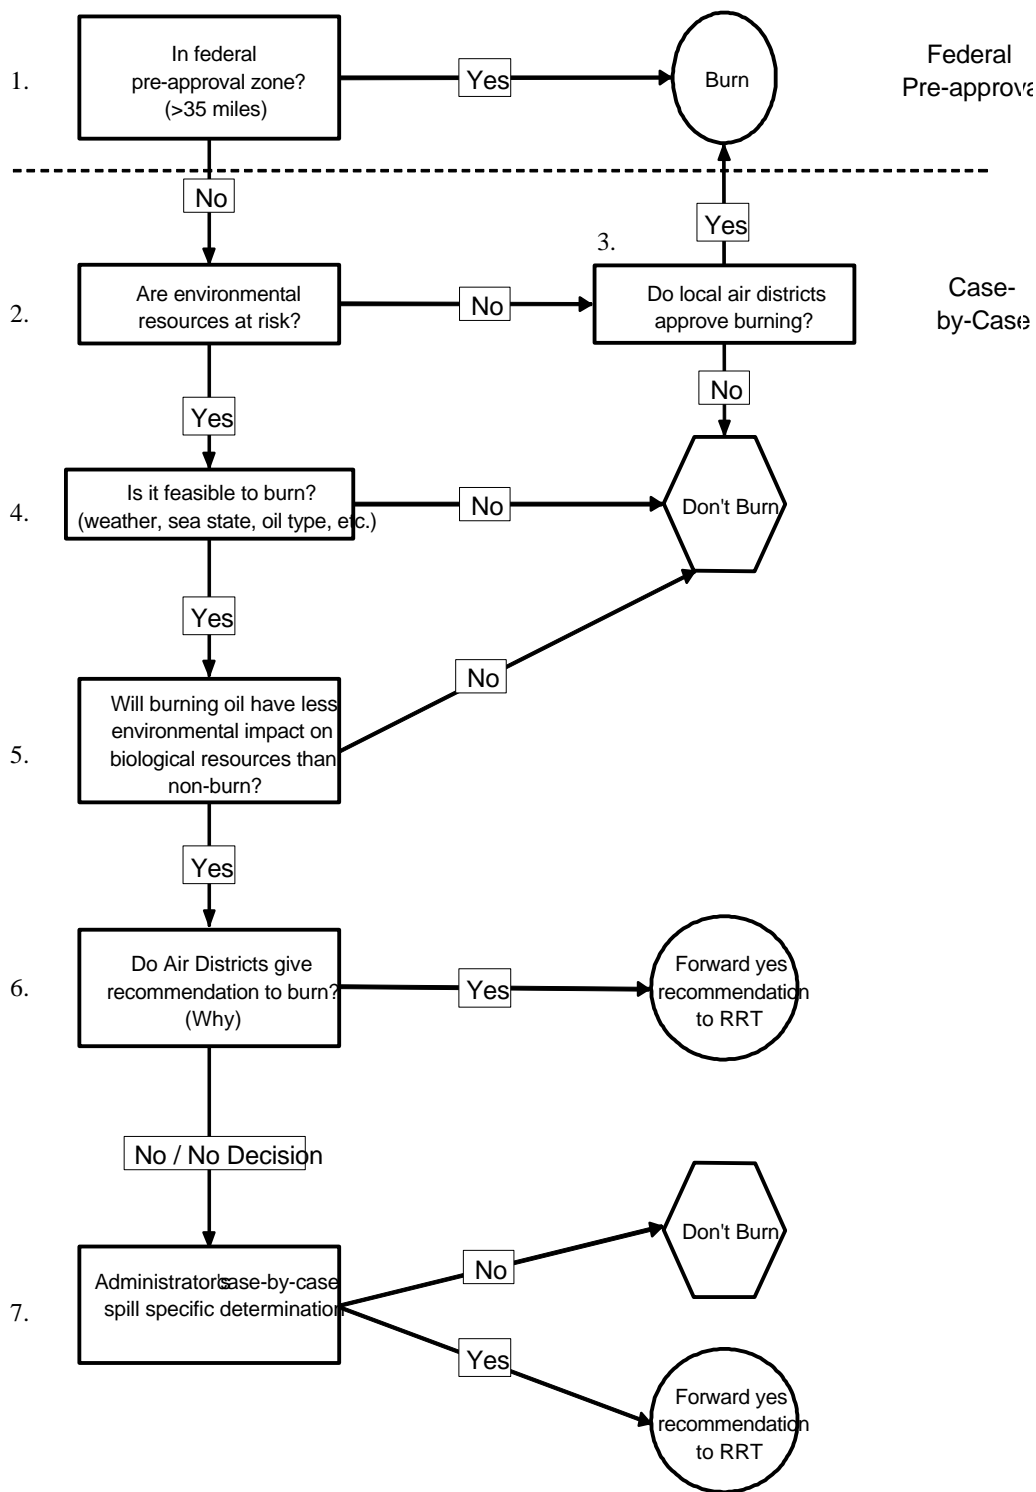 1.
In federal
pre-approval zone?
(>35 miles)
Yes
Burn
Federal
Pre-approva
No
2.
Are environmental
resources at risk?
No
3.
Yes
Do local air districts
approve burning?
Case-
by-Case
Yes
No
4.
Is it feasible to burn?
(weather, sea state, oil type, etc.)
No
Don't Burn
Yes
No
5.
Will burning oil have less
environmental impact on
biological resources than
non-burn?
Yes
6.
Do Air Districts give
recommendation to burn?
(Why)
Yes
Forward yes
recommendation
to RRT
No / No Decision
7.
Administrator's case-by-case
spill specific determination
No
Don't Burn
Yes
Forward yes
recommendation
to RRT